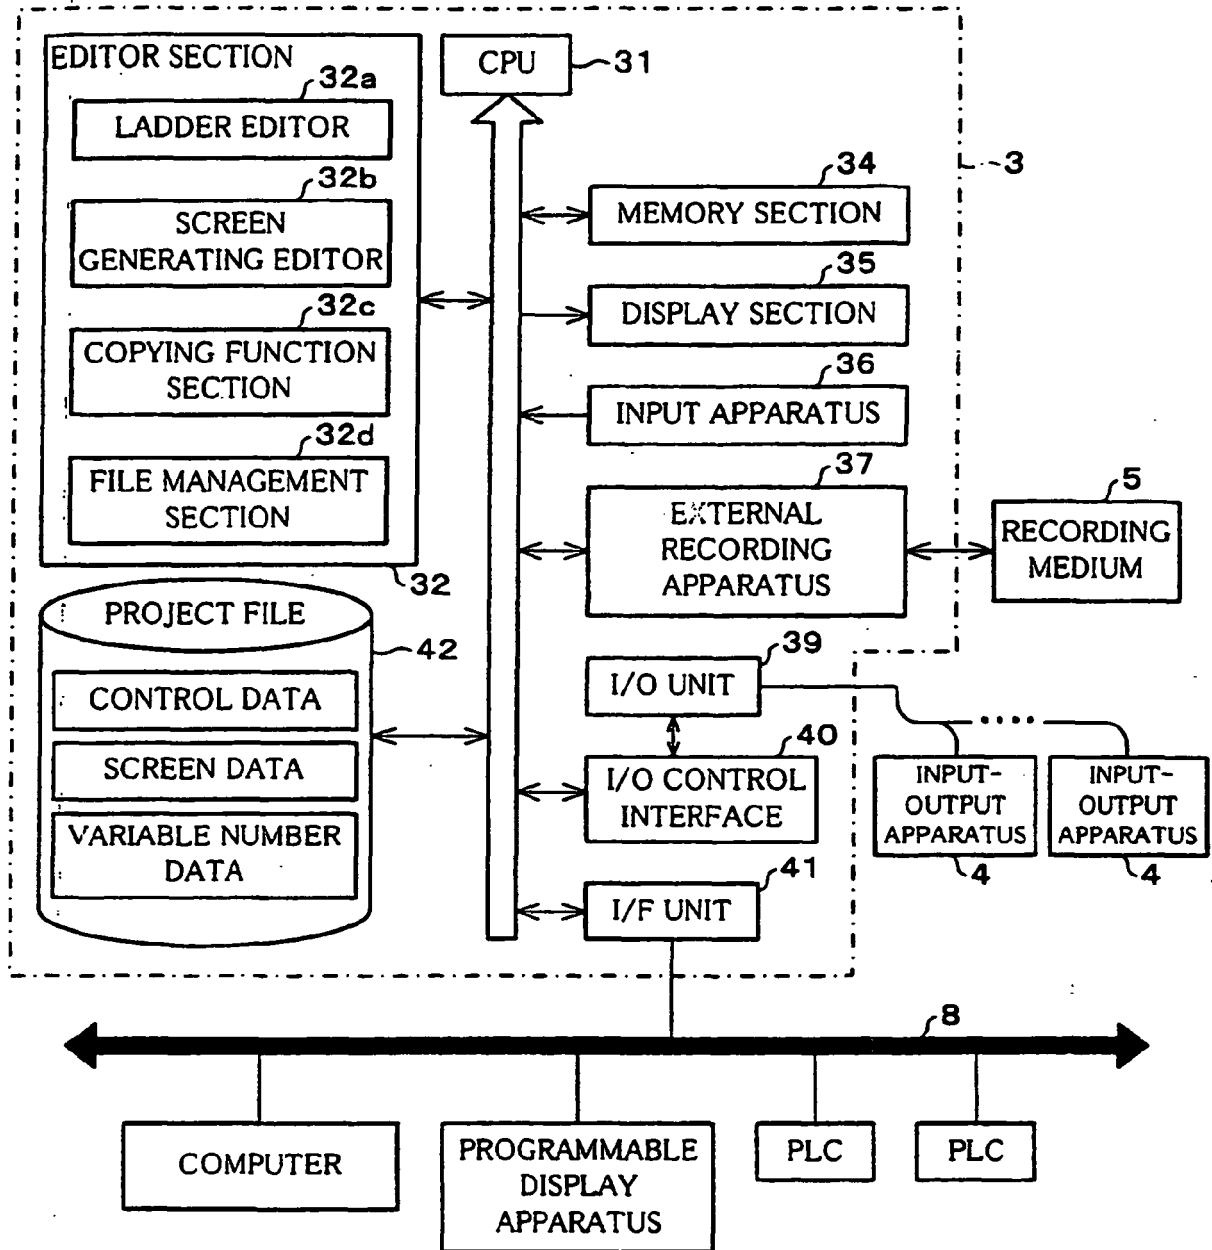 EDITOR SECTION
32a
LADDER EDITOR
32b
SCREEN
GENERATING EDITOR
32c
COPYING FUNCTION
SECTION
32d
FILE MANAGEMENT
SECTION
32
PROJECT FILE
42
CONTROL DATA
SCREEN DATA
VARIABLE NUMBER
DATA
CPU
31
3
34
MEMORY SECTION
35
DISPLAY SECTION
36
INPUT APPARATUS
37
EXTERNAL
RECORDING
APPARATUS
5
RECORDING
MEDIUM
39
I/O UNIT
40
I/O CONTROL
INTERFACE
INPUT-
OUTPUT
APPARATUS
4
INPUT-
OUTPUT
APPARATUS
4
41
I/F UNIT
8
COMPUTER
PROGRAMMABLE
DISPLAY
APPARATUS
PLC
PLC